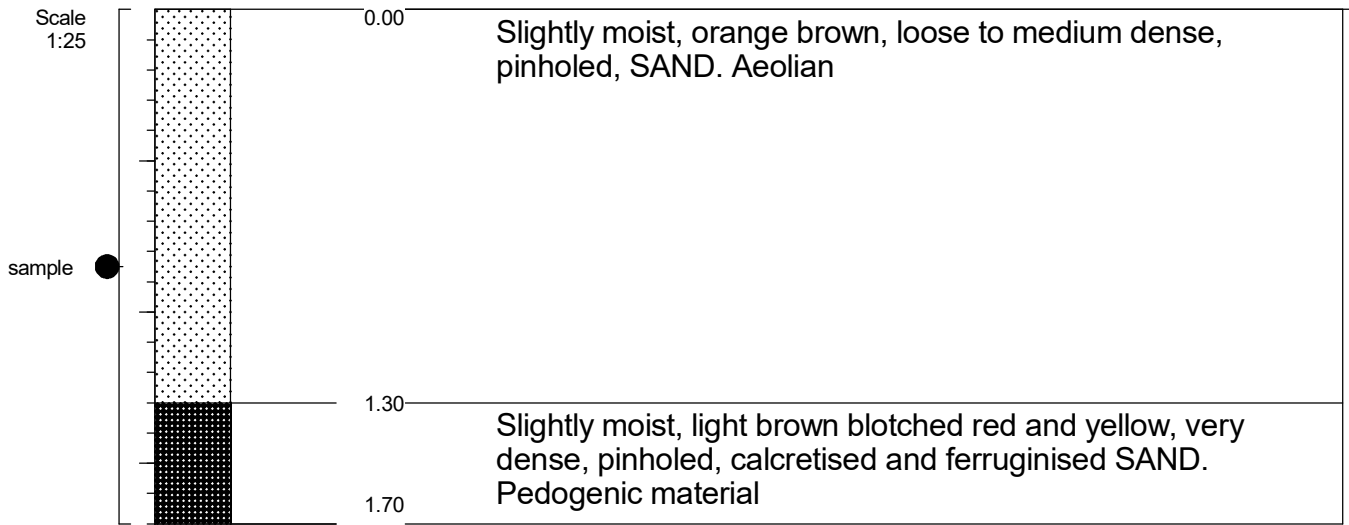 Scale
1:25
0.00
Slightly moist, orange brown, loose to medium dense,
pinholed, SAND. Aeolian
sample
1.30
Slightly moist, light brown blotched red and yellow, very
dense, pinholed, calcretised and ferruginised SAND.
Pedogenic material
1.70